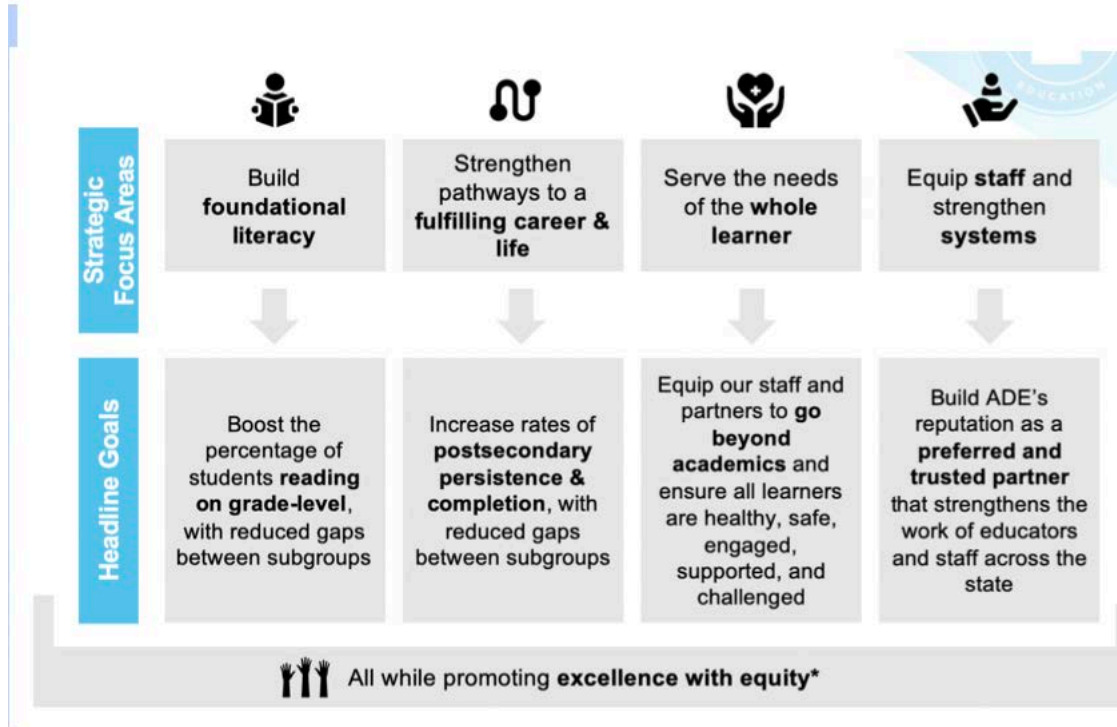 EDUCATION
Strategic
Focus Areas
Build
foundational
literacy
Strengthen
pathways to a
fulfilling career &
life
Serve the needs
of the whole
learner
Equip staff and
strengthen
systems
Headline Goals
Boost the
percentage of
students reading
on grade-level,
with reduced gaps
between subgroups
Increase rates of
postsecondary
persistence &
completion, with
reduced gaps
between subgroups
Equip our staff and
partners to go
beyond
academics and
ensure all learners
are healthy, safe,
engaged,
supported, and
challenged
Build ADE's
reputation as a
preferred and
trusted partner
that strengthens the
work of educators
and staff across the
state
All while promoting excellence with equity*